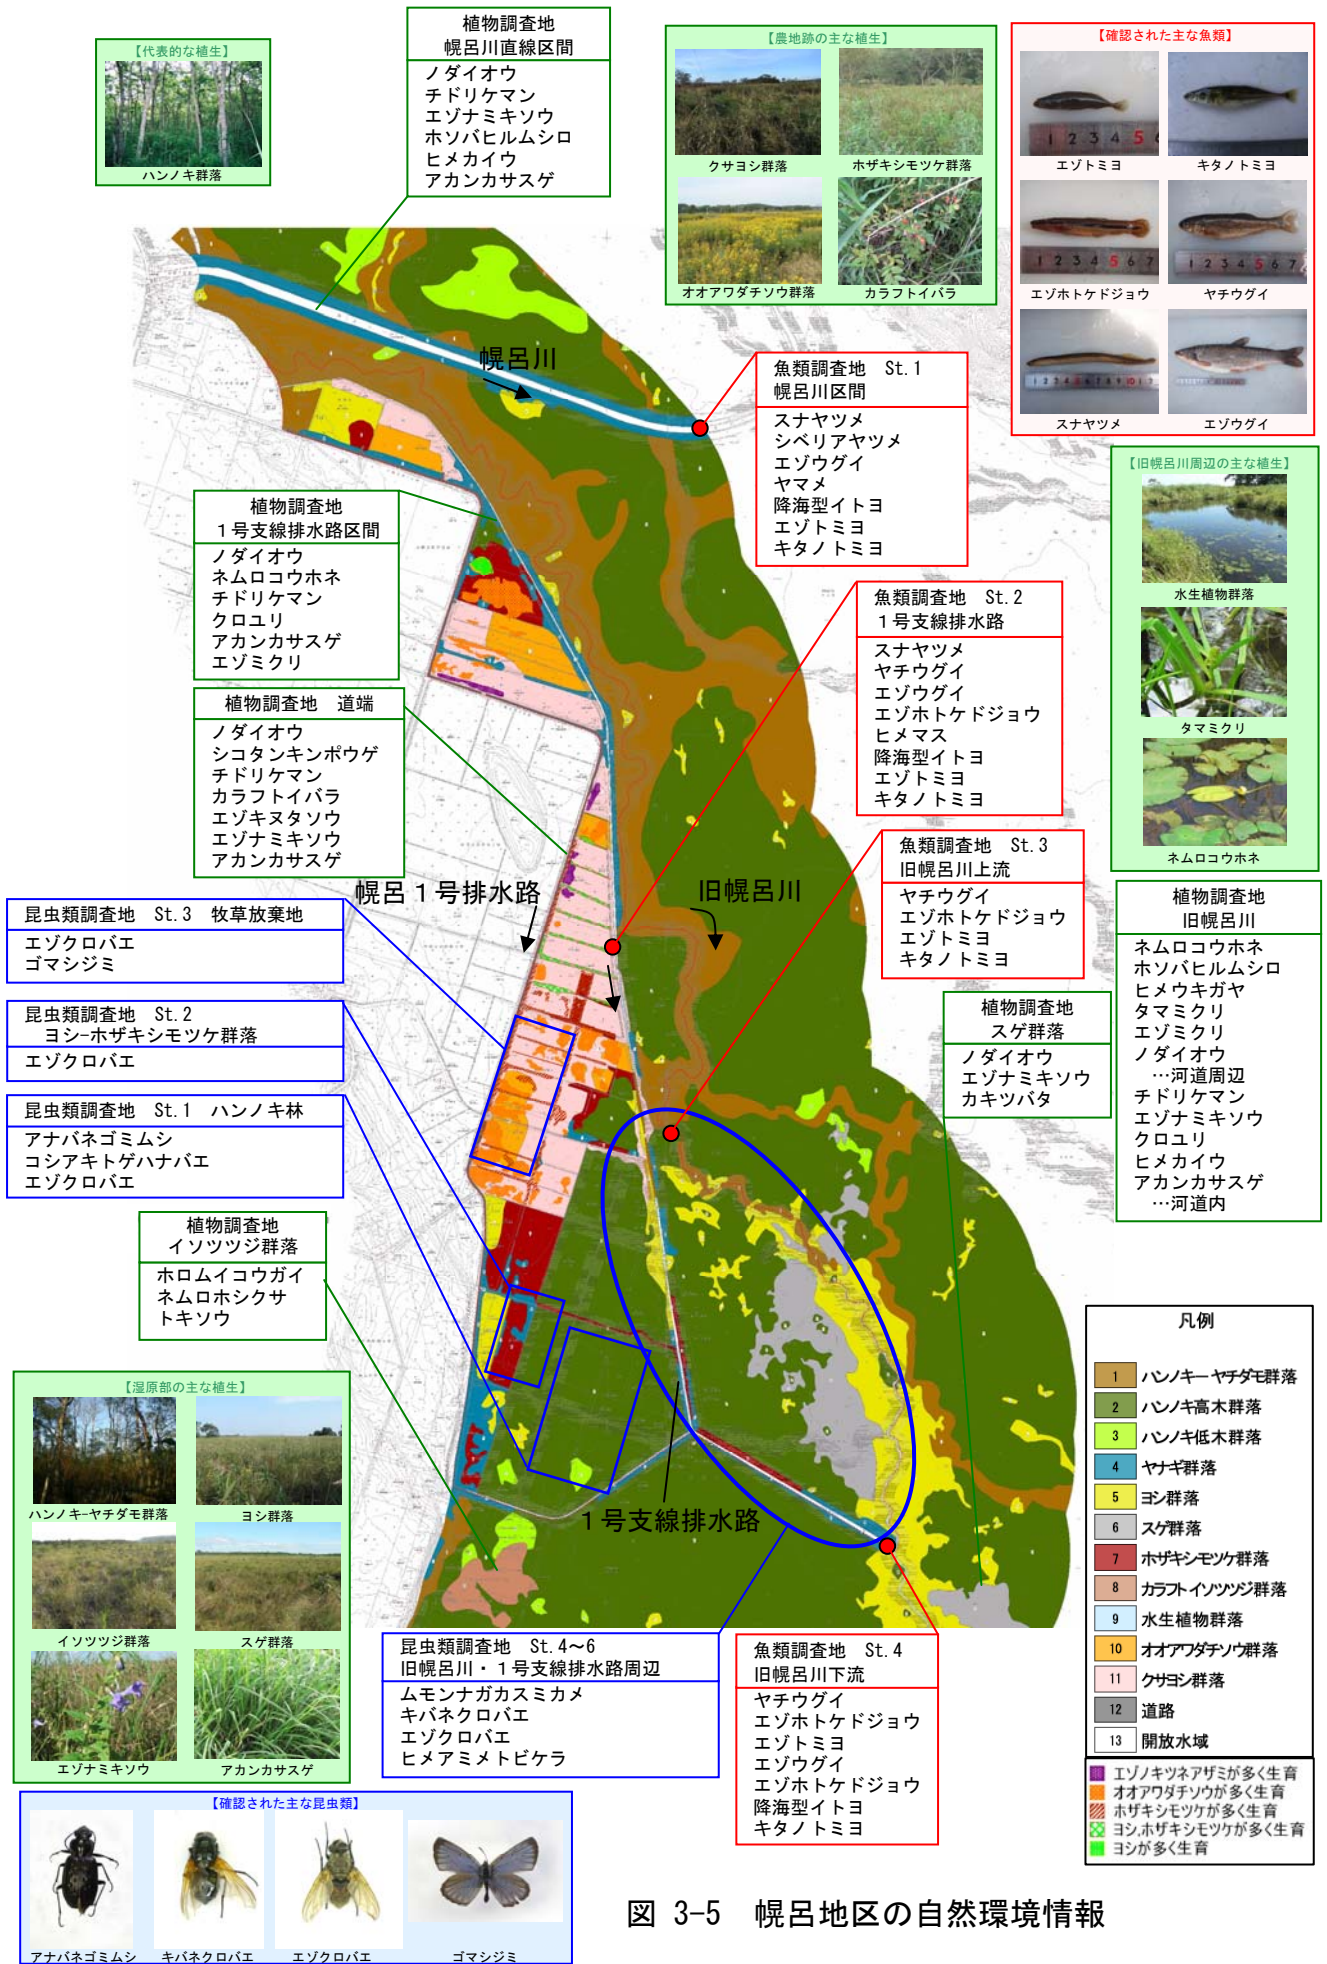 【代表的な植生】
ハンノキ群落
植物調査地
幌呂川直線区間
ノダイオウ
チドリケマン
エゾナミキソウ
ホソバヒルムシロ
ヒメカイウ
アカンカサスゲ
【農地跡の主な植生】
クサヨシ群落
ホザキシモツケ群落
オオアワダチソウ群落
カラフトイバラ
【確認された主な魚類】
エゾトミヨ
キタノトミヨ
エゾホトケドジョウ
ヤチウグイ
スナヤツメ
エゾウグイ
幌呂川
魚類調査地 St.1
幌呂川区間
スナヤツメ
シベリアヤツメ
エゾウグイ
ヤマメ
降海型イトヨ
エゾトミヨ
キタノトミヨ
【旧幌呂川周辺の主な植生】
水生植物群落
タマミクリ
ネムロコウホネ
植物調査地
1号支線排水路区間
ノダイオウ
ネムロコウホネ
チドリケマン
クロユリ
アカンカサスゲ
エゾミクリ
魚類調査地 St.2
1号支線排水路
スナヤツメ
ヤチウグイ
エゾウグイ
エゾホトケドジョウ
ヒメマス
降海型イトヨ
エゾトミヨ
キタノトミヨ
植物調査地 道端
ノダイオウ
シコタンキンポウゲ
チドリケマン
カラフトイバラ
エゾキヌタソウ
エゾナミキソウ
アカンカサスゲ
魚類調査地 St.3
旧幌呂川上流
ヤチウグイ
エゾホトケドジョウ
エゾトミヨ
キタノトミヨ
幌呂1号排水路
旧幌呂川
植物調査地
旧幌呂川
ネムロコウホネ
ホソバヒルムシロ
ヒメウキガヤ
タマミクリ
エゾミクリ
ノダイオウ
…河道周辺
チドリケマン
エゾナミキソウ
クロユリ
ヒメカイウ
アカンカサスゲ
…河道内
昆虫類調査地 St.3 牧草放棄地
エゾクロバエ
ゴマシジミ
昆虫類調査地 St.2
ヨシ-ホザキシモツケ群落
エゾクロバエ
植物調査地
スゲ群落
ノダイオウ
エゾナミキソウ
カキツバタ
昆虫類調査地 St.1 ハンノキ林
アナバネゴミムシ
コシアキトゲハナバエ
エゾクロバエ
植物調査地
イソツツジ群落
ホロムイコウガイ
ネムロホシクサ
トキソウ
【湿原部の主な植生】
ハンノキ-ヤチダモ群落
ヨシ群落
イソツツジ群落
スゲ群落
エゾナミキソウ
アカンカサスゲ
1号支線排水路
昆虫類調査地 St.4～6
旧幌呂川・1号支線排水路周辺
ムモンナガカスミカメ
キバネクロバエ
エゾクロバエ
ヒメアミメトビケラ
魚類調査地 St.4
旧幌呂川下流
ヤチウグイ
エゾホトケドジョウ
エゾトミヨ
エゾウグイ
エゾホトケドジョウ
降海型イトヨ
キタノトミヨ
凡例
1 ハンノキーヤチダモ群落
2 ハンノキ高木群落
3 ハンノキ低木群落
4 ヤナギ群落
5 ヨシ群落
6 スゲ群落
7 ホザキシモツケ群落
8 カラフトイソツツジ群落
9 水生植物群落
10 オオアワダチソウ群落
11 クサヨシ群落
12 道路
13 開放水域
エゾノキツネアザミが多く生育
オオアワダチソウが多く生育
ホザキシモツケが多く生育
ヨシ,ホザキシモツケが多く生育
ヨシが多く生育
【確認された主な昆虫類】
アナバネゴミムシ
キバネクロバエ
エゾクロバエ
ゴマシジミ
図 3-5 幌呂地区の自然環境情報